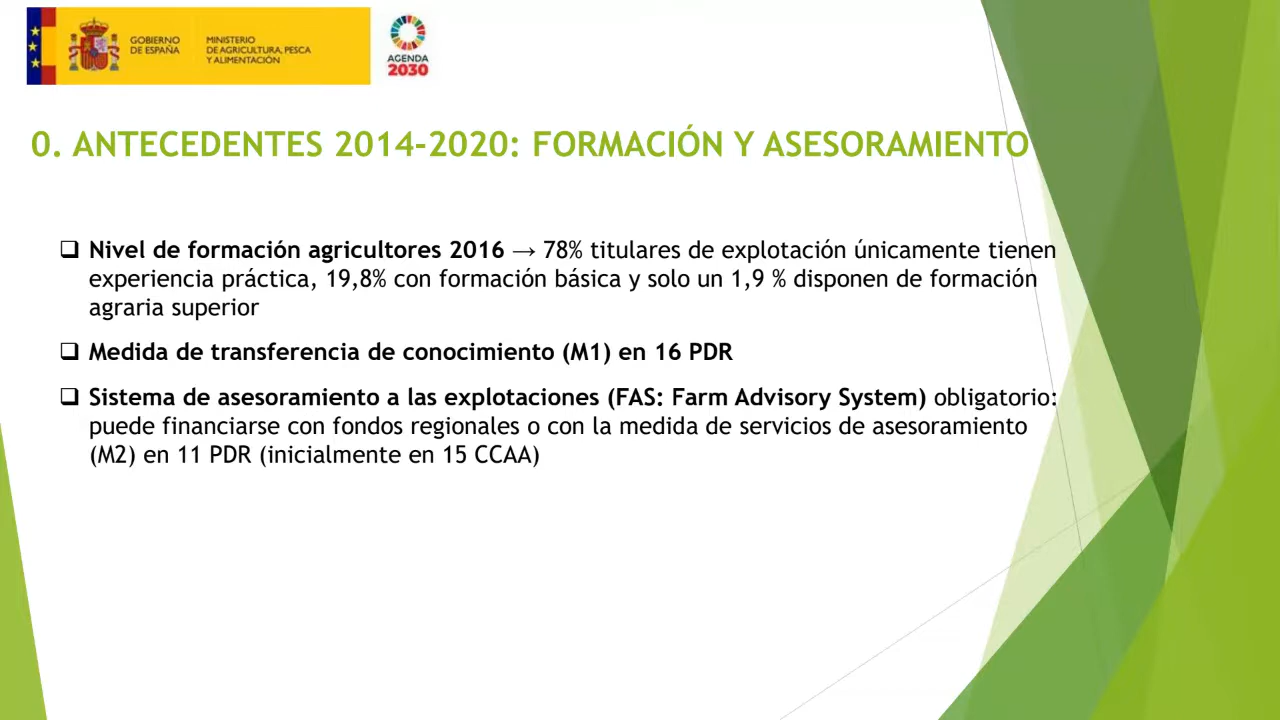 GOBIERNO
DE ESPAÑA
MINISTERIO
DE AGRICULTURA, PESCA
Y ALIMENTACIÓN
AGENDA
2030
0. ANTECEDENTES 2014-2020: FORMACIÓN Y ASESORAMIENTO
❑ Nivel de formación agricultores 2016 → 78% titulares de explotación únicamente tienen
experiencia práctica, 19,8% con formación básica y solo un 1,9 % disponen de formación
agraria superior
❑ Medida de transferencia de conocimiento (M1) en 16 PDR
❑ Sistema de asesoramiento a las explotaciones (FAS: Farm Advisory System) obligatorio:
puede financiarse con fondos regionales o con la medida de servicios de asesoramiento
(M2) en 11 PDR (inicialmente en 15 CCAA)